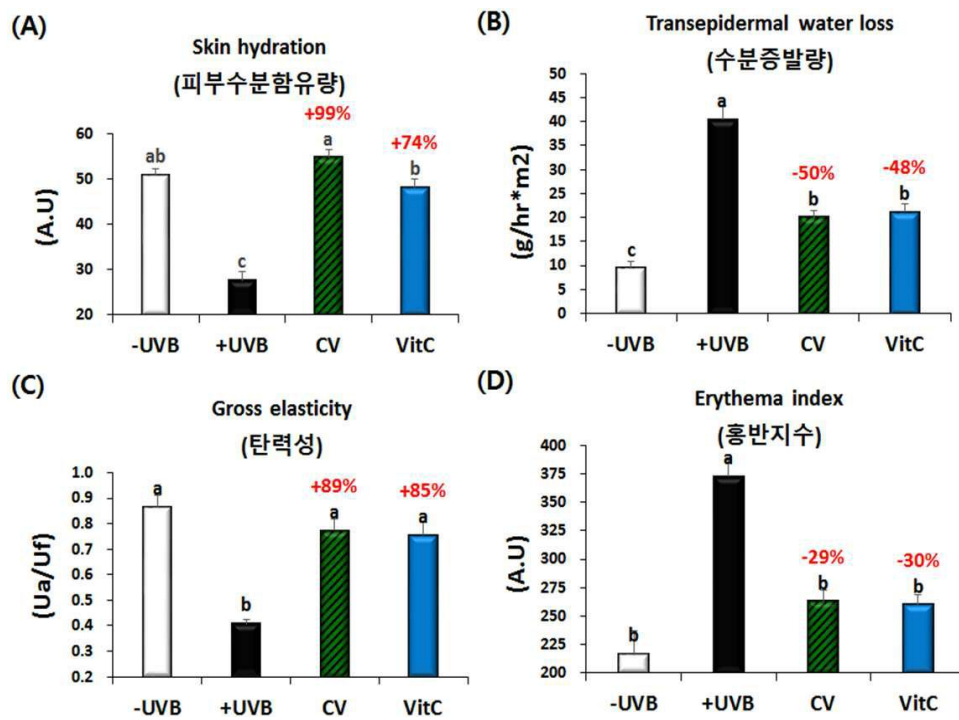 (A)
Skin hydration
(피부수분함유량)
+99%
+74%
60
50
40
30
20
(A.U)
ab
c
a
b
-UVB +UVB CV VitC
(B)
Transepidermal water loss
(수분증발량)
50
45
40
35
30
25
20
15
10
5
0
(g/hr*m2)
c
a
-50%
b
-48%
b
-UVB +UVB CV VitC
(C)
Gross elasticity
(탄력성)
1.0
0.9
0.8
0.7
0.6
0.5
0.4
0.3
0.2
(Ua/Uf)
a
b
+89%
a
+85%
a
-UVB +UVB CV VitC
(D)
Erythema index
(홍반지수)
400
375
350
325
300
275
250
225
200
(A.U)
b
a
-29%
b
-30%
b
-UVB +UVB CV VitC